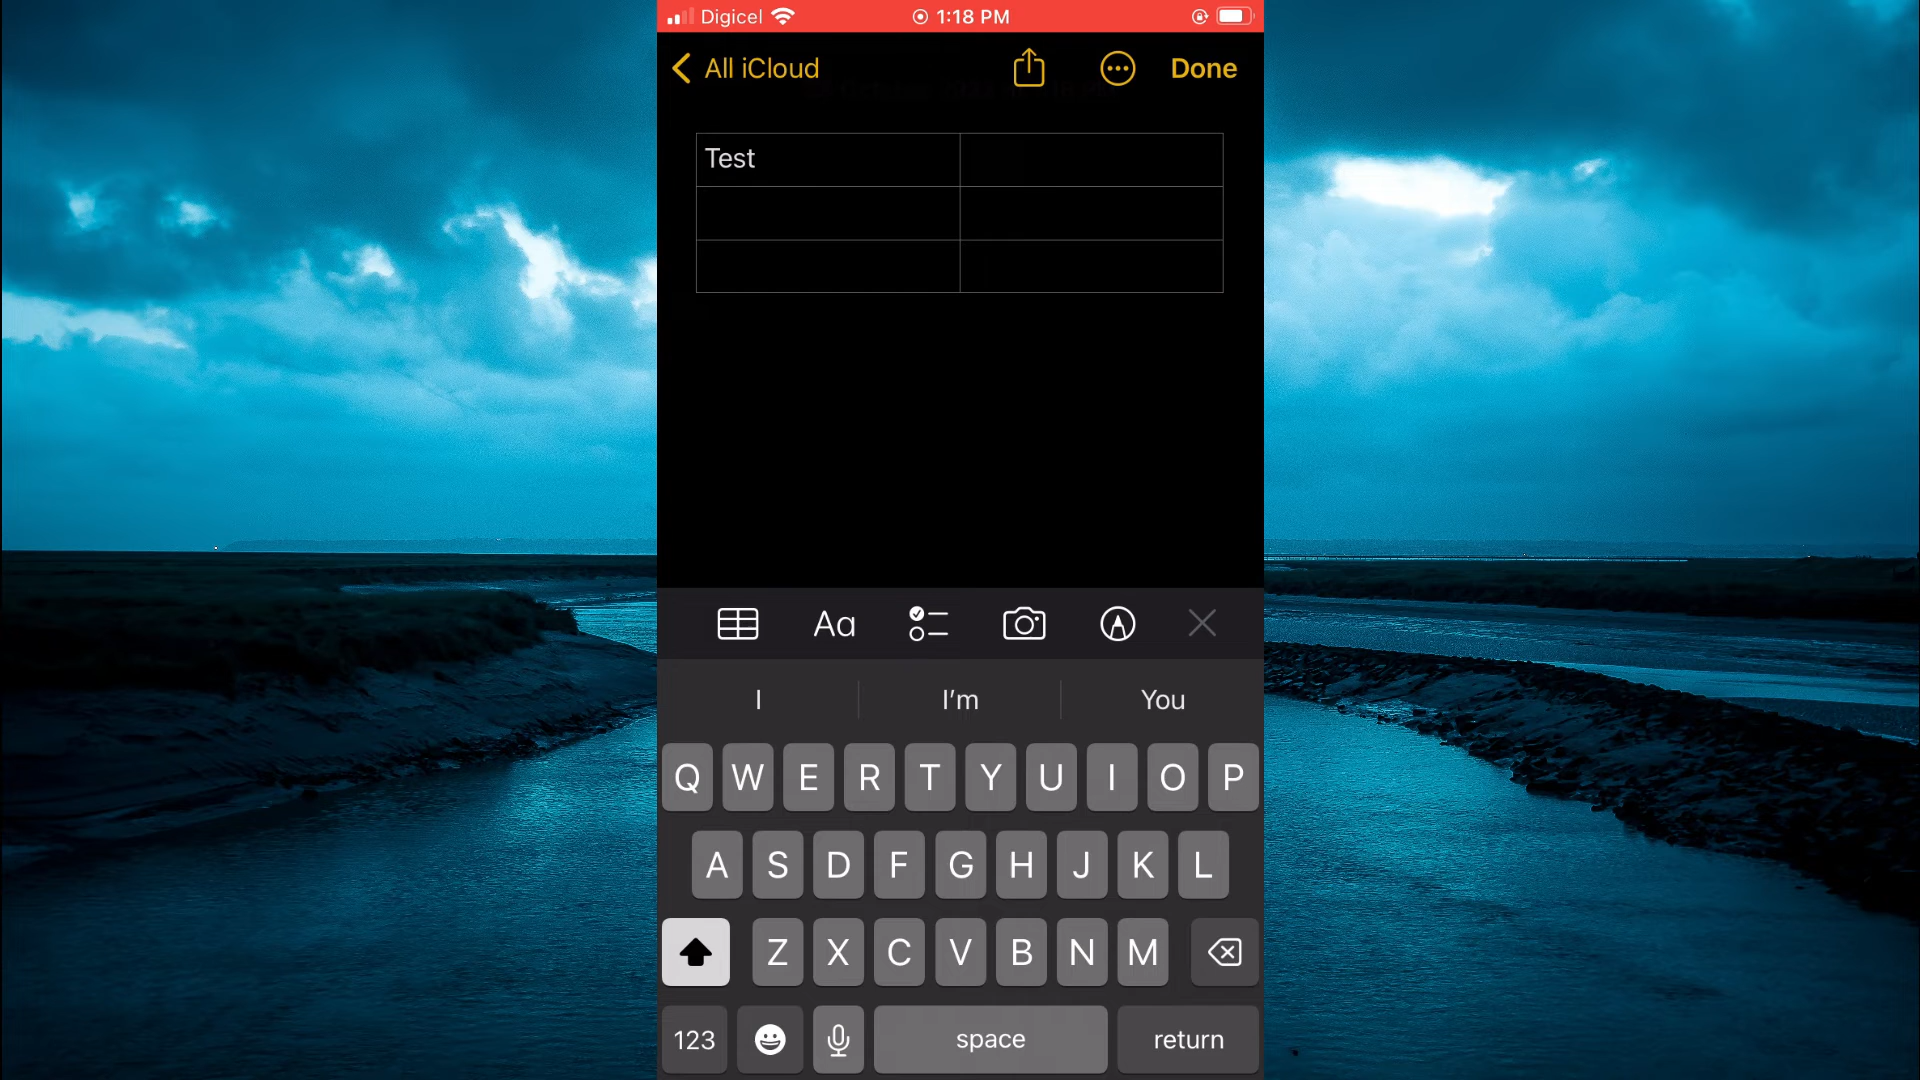 Digicel 1:18 PM
All iCloud Done
Test
Aa
I I'm You
Q W E R T Y U I O P
A S D F G H J K L
Z X C V B N M
123 space return